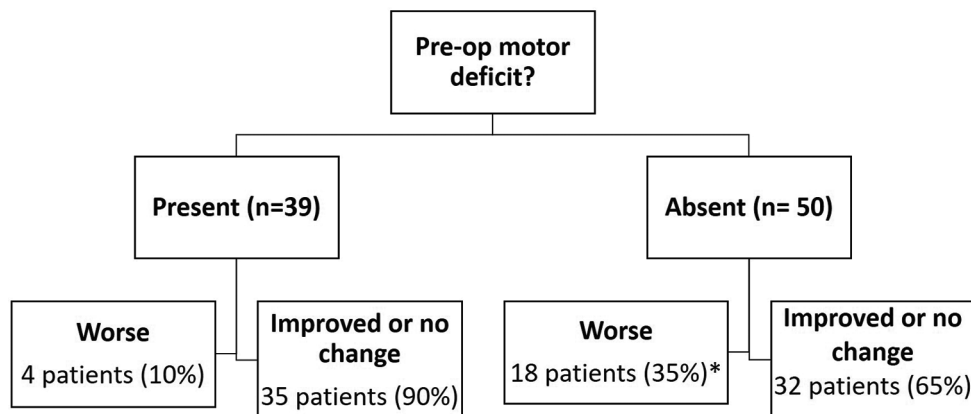 Pre-op motor
deficit?
Present (n=39)
Absent (n= 50)
Worse
4 patients (10%)
Improved or no
change
35 patients (90%)
Worse
18 patients (35%)*
Improved or no
change
32 patients (65%)